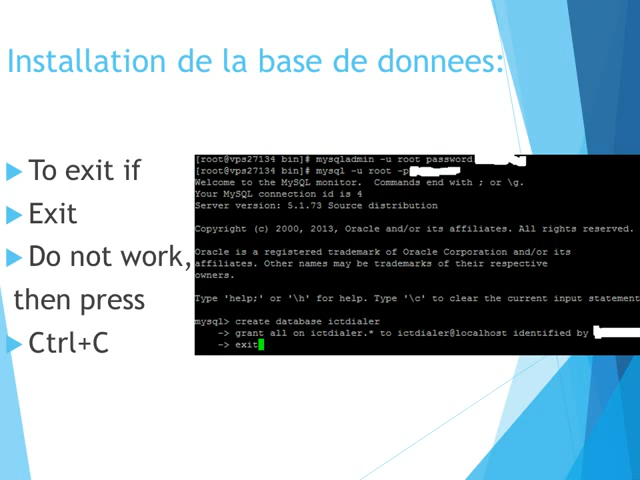 Installation de la base de donnees:
To exit if
Exit
Do not work,
then press
Ctrl+C
[root@vps27134 bin]# mysqladmin -u root password
[root@vps27134 bin]# mysql -u root -p
Welcome to the MySQL monitor.  Commands end with ; or \g.
Your MySQL connection id is 4
Server version: 5.1.73 Source distribution
Copyright (c) 2000, 2013, Oracle and/or its affiliates. All rights reserved.
Oracle is a registered trademark of Oracle Corporation and/or its
affiliates. Other names may be trademarks of their respective
owners.
Type 'help;' or '\h' for help. Type '\c' to clear the current input statement
mysql> create database ictdialer
-> grant all on ictdialer.* to ictdialer@localhost identified by
-> exit